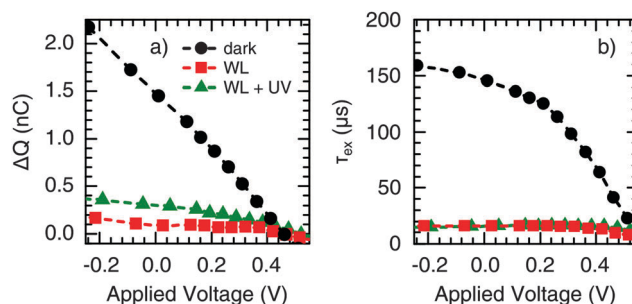 a)
dark
WL
WL + UV
ΔQ (nC)
2.0
1.5
1.0
0.5
0.0
-0.2 0.0 0.2 0.4
Applied Voltage (V)
b)
τex (μs)
200
150
100
50
0
-0.2 0.0 0.2 0.4
Applied Voltage (V)